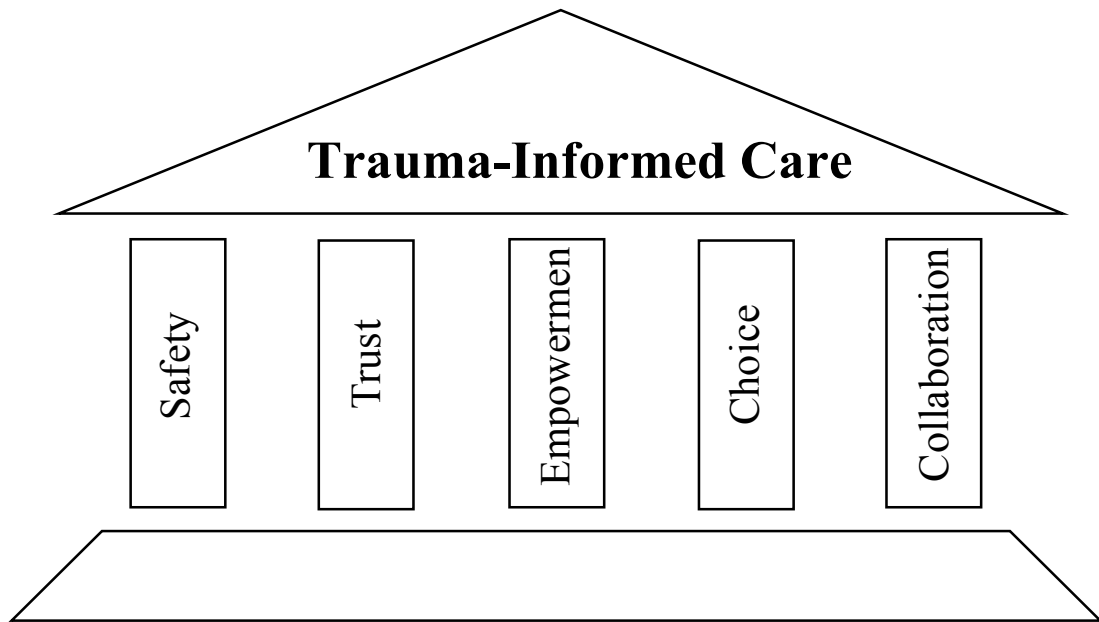 Trauma-Informed Care
Safety
Trust
Empowermen
Choice
Collaboration